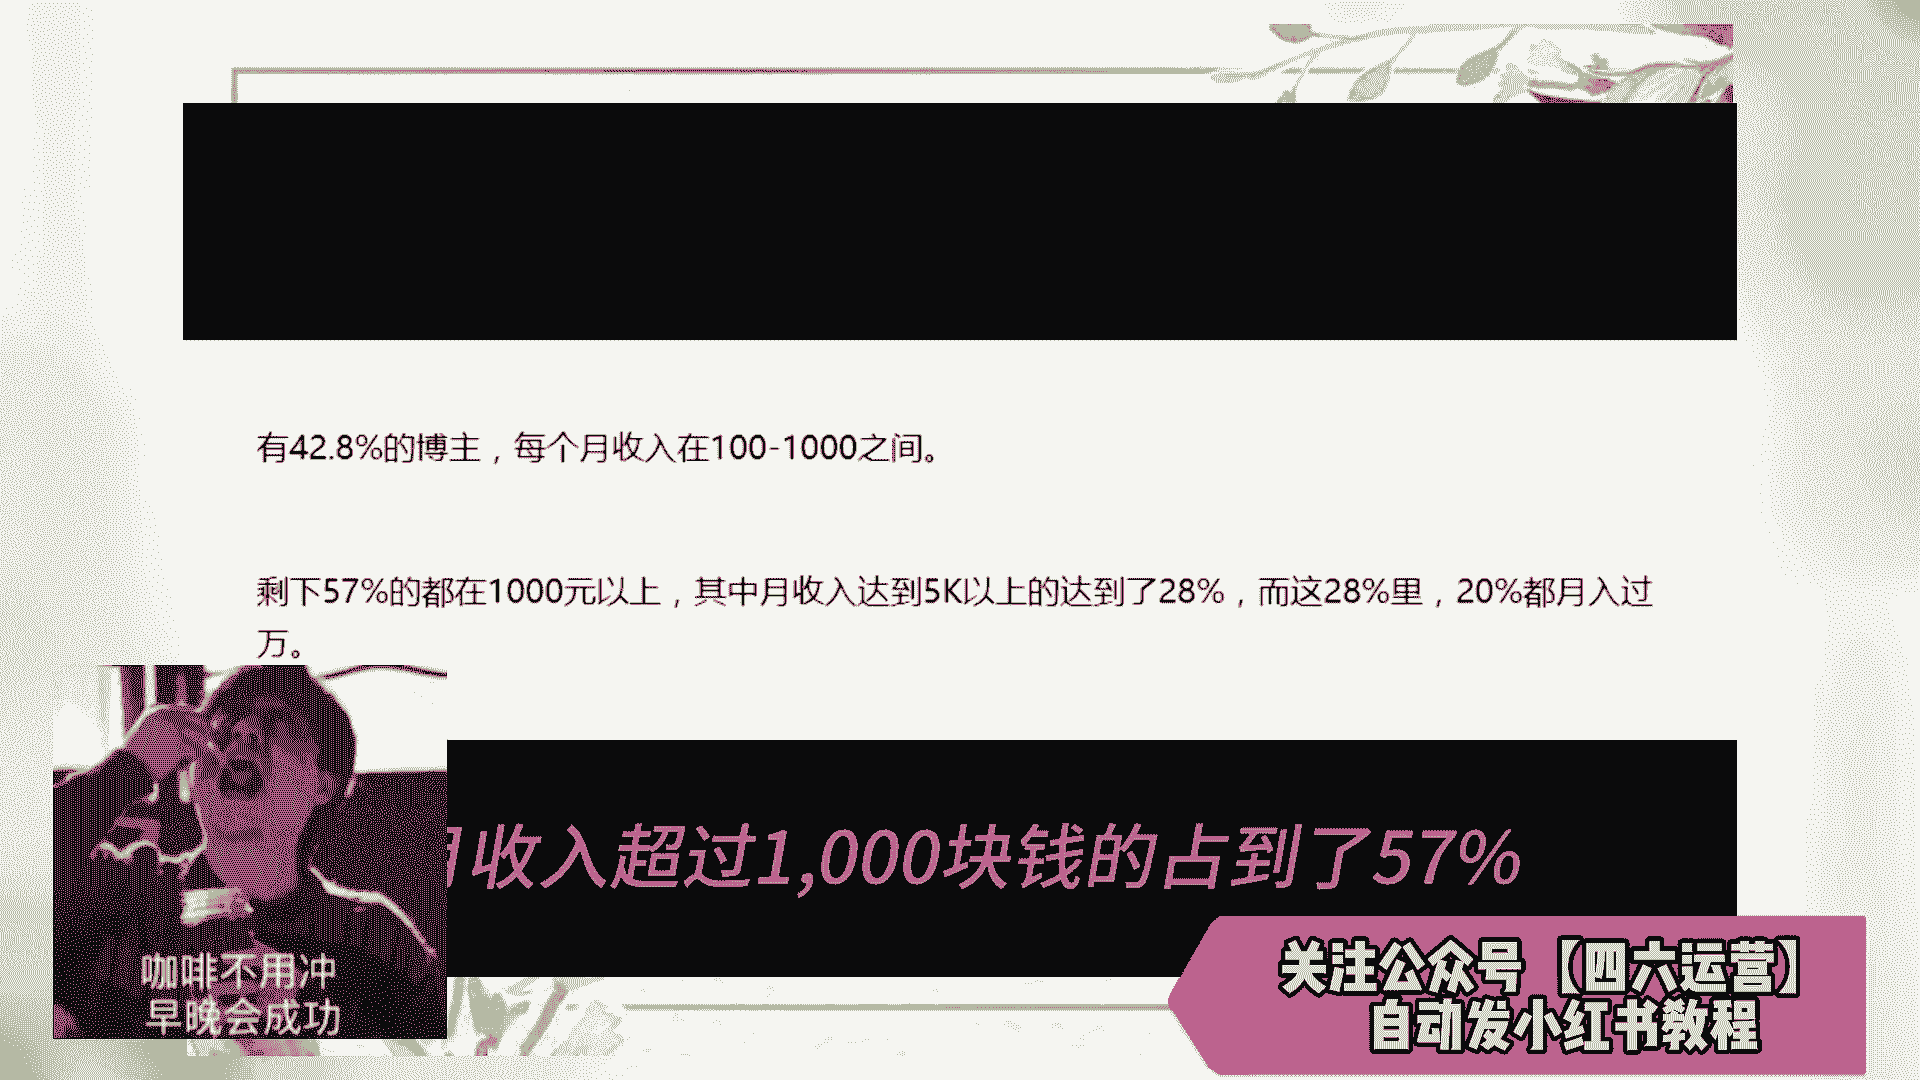 有42.8%的博主，每个月收入在100-1000之间。
剩下57%的都在1000元以上，其中月收入达到5K以上的达到了28%，而这28%里，20%都月入过
万。
月收入超过1,000块钱的占到了57%
咖啡不用冲
早晚会成功
关注公众号【四六运营】
自动发小红书教程